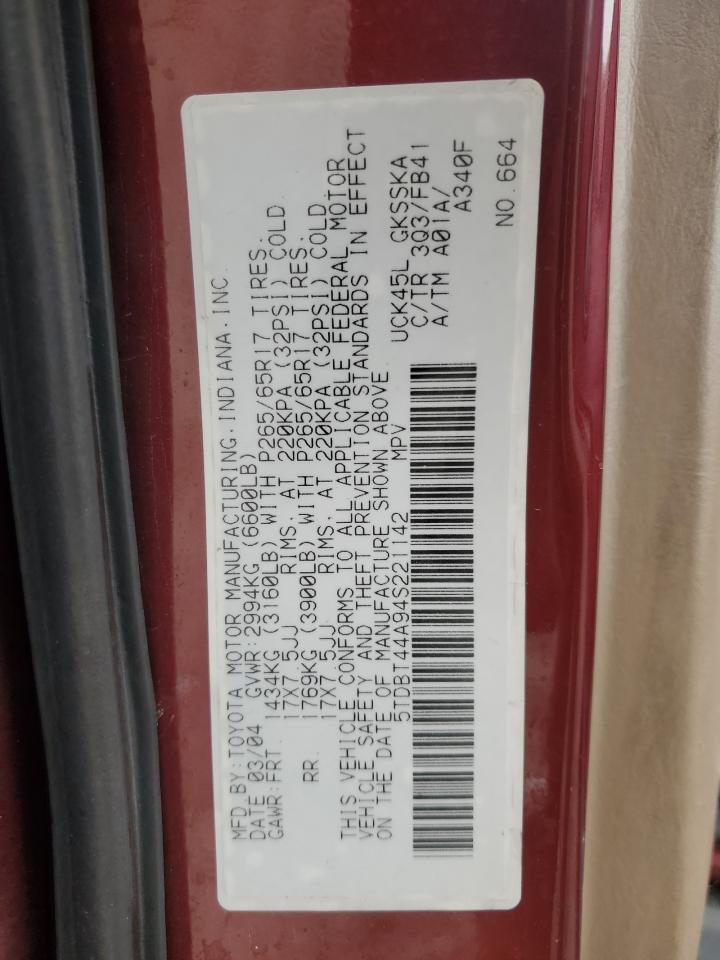 MFD.BY:TOYOTA MOTOR MANUFACTURING.INDIANA.INC.
DATE 03/04 GVWR:2994KG (6600LB)
GAWR:FRT. 1434KG (3160LB) WITH P265/65R17 TIRES.
17X7.5JJ RIMS. AT 220KPA (32PSI) COLD.
RR. 1769KG (3900LB) WITH P265/65R17 TIRES.
17X7.5JJ RIMS. AT 220KPA (32PSI) COLD.
THIS VEHICLE CONFORMS TO ALL APPLICABLE FEDERAL MOTOR
VEHICLE SAFETY AND THEFT PREVENTION STANDARDS IN EFFECT
ON THE DATE OF MANUFACTURE SHOWN ABOVE.
5TDBT44A94S221142 MPV
UCK45L GKSSKA
C/TR 3Q3/FB41
A/TM A01A/
A340F
NO.664